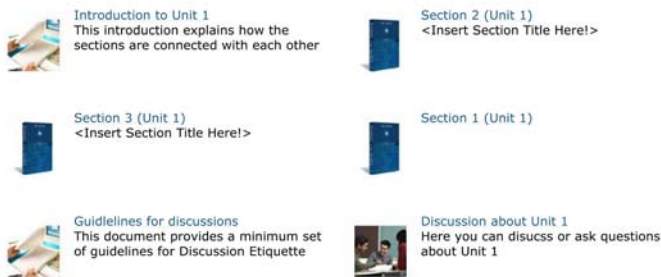 Introduction to Unit 1
This introduction explains how the
sections are connected with each other
Section 2 (Unit 1)
<Insert Section Title Here!>
Section 3 (Unit 1)
<Insert Section Title Here!>
Section 1 (Unit 1)
Guidlelines for discussions
This document provides a minimum set
of guidelines for Discussion Etiquette
Discussion about Unit 1
Here you can disucss or ask questions
about Unit 1